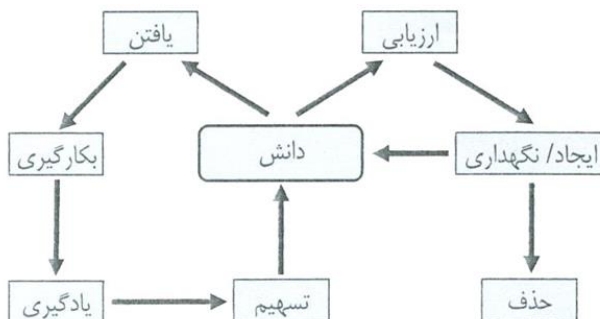 ارزیابی
یافتن
ایجاد/ نگهداری
دانش
بکارگیری
حذف
تسهیم
یادگیری